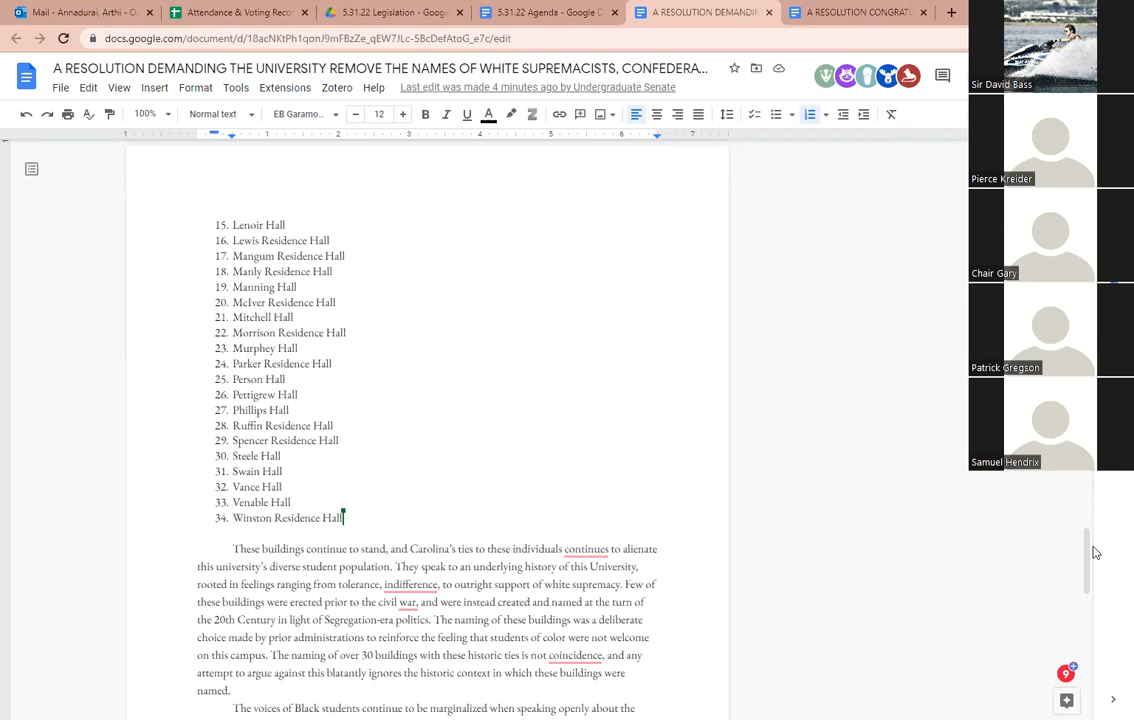 Mail - Annadurai, Arthi - O
Attendance & Voting Reco
5.31.22 Legislation - Googl
5.31.22 Agenda - Google D
A RESOLUTION DEMANDIN
A RESOLUTION CONGRAT
docs.google.com/document/d/18acNKtPh1qonJ9mFBzZe_qEW7JLc-5BcDefAtoG_e7c/edit
A RESOLUTION DEMANDING THE UNIVERSITY REMOVE THE NAMES OF WHITE SUPREMACISTS, CONFEDERA...
File Edit View Insert Format Tools Extensions Zotero Help Last edit was made 4 minutes ago by Undergraduate Senate
100% Normal text EB Garamo... 12 B I U A
1 1 2 3 4 5 6 7
15. Lenoir Hall
16. Lewis Residence Hall
17. Mangum Residence Hall
18. Manly Residence Hall
19. Manning Hall
20. McIver Residence Hall
21. Mitchell Hall
22. Morrison Residence Hall
23. Murphey Hall
24. Parker Residence Hall
25. Person Hall
26. Pettigrew Hall
27. Phillips Hall
28. Ruffin Residence Hall
29. Spencer Residence Hall
30. Steele Hall
31. Swain Hall
32. Vance Hall
33. Venable Hall
34. Winston Residence Hall
These buildings continue to stand, and Carolina's ties to these individuals continues to alienate
this university's diverse student population. They speak to an underlying history of this University,
rooted in feelings ranging from tolerance, indifference, to outright support of white supremacy. Few of
these buildings were erected prior to the civil war, and were instead created and named at the turn of
the 20th Century in light of Segregation-era politics. The naming of these buildings was a deliberate
choice made by prior administrations to reinforce the feeling that students of color were not welcome
on this campus. The naming of over 30 buildings with these historic ties is not coincidence, and any
attempt to argue against this blatantly ignores the historic context in which these buildings were
named.
The voices of Black students continue to be marginalized when speaking openly about the
Sir David Bass
Pierce Kreider
Chair Gary
Patrick Gregson
Samuel Hendrix
9